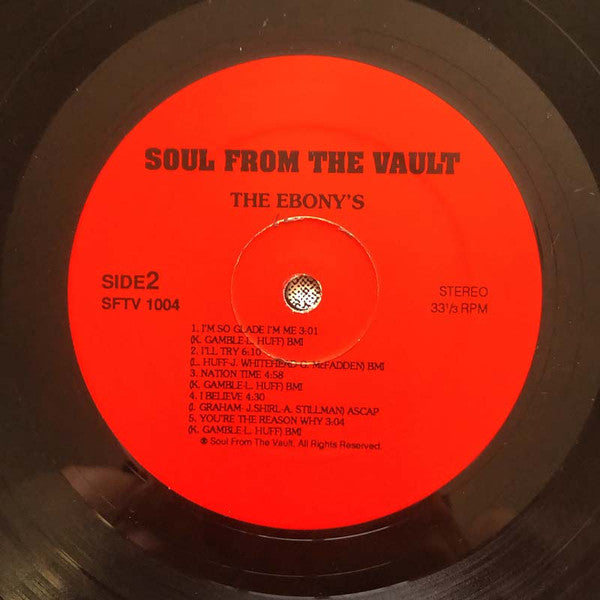 SOUL FROM THE VAULT
THE EBONY'S
SIDE2
SFTV 1004
STEREO
33 1/3 RPM
1. I'M SO GLADE I'M ME 3:01
(K. GAMBLE L. HUFF) BMI
2. I'LL TRY 6:10
(L. HUFF-J. WHITEHEAD-G. McFADDEN) BMI
3. NATION TIME 4:58
(K. GAMBLE-L. HUFF) BMI
4. I BELIEVE 4:30
(I. GRAHAM-J.SHIRL-A. STILLMAN) ASCAP
5. YOU'RE THE REASON WHY 3:04
(K. GAMBLE-L. HUFF) BMI
℗ Soul From The Vault. All Rights Reserved.